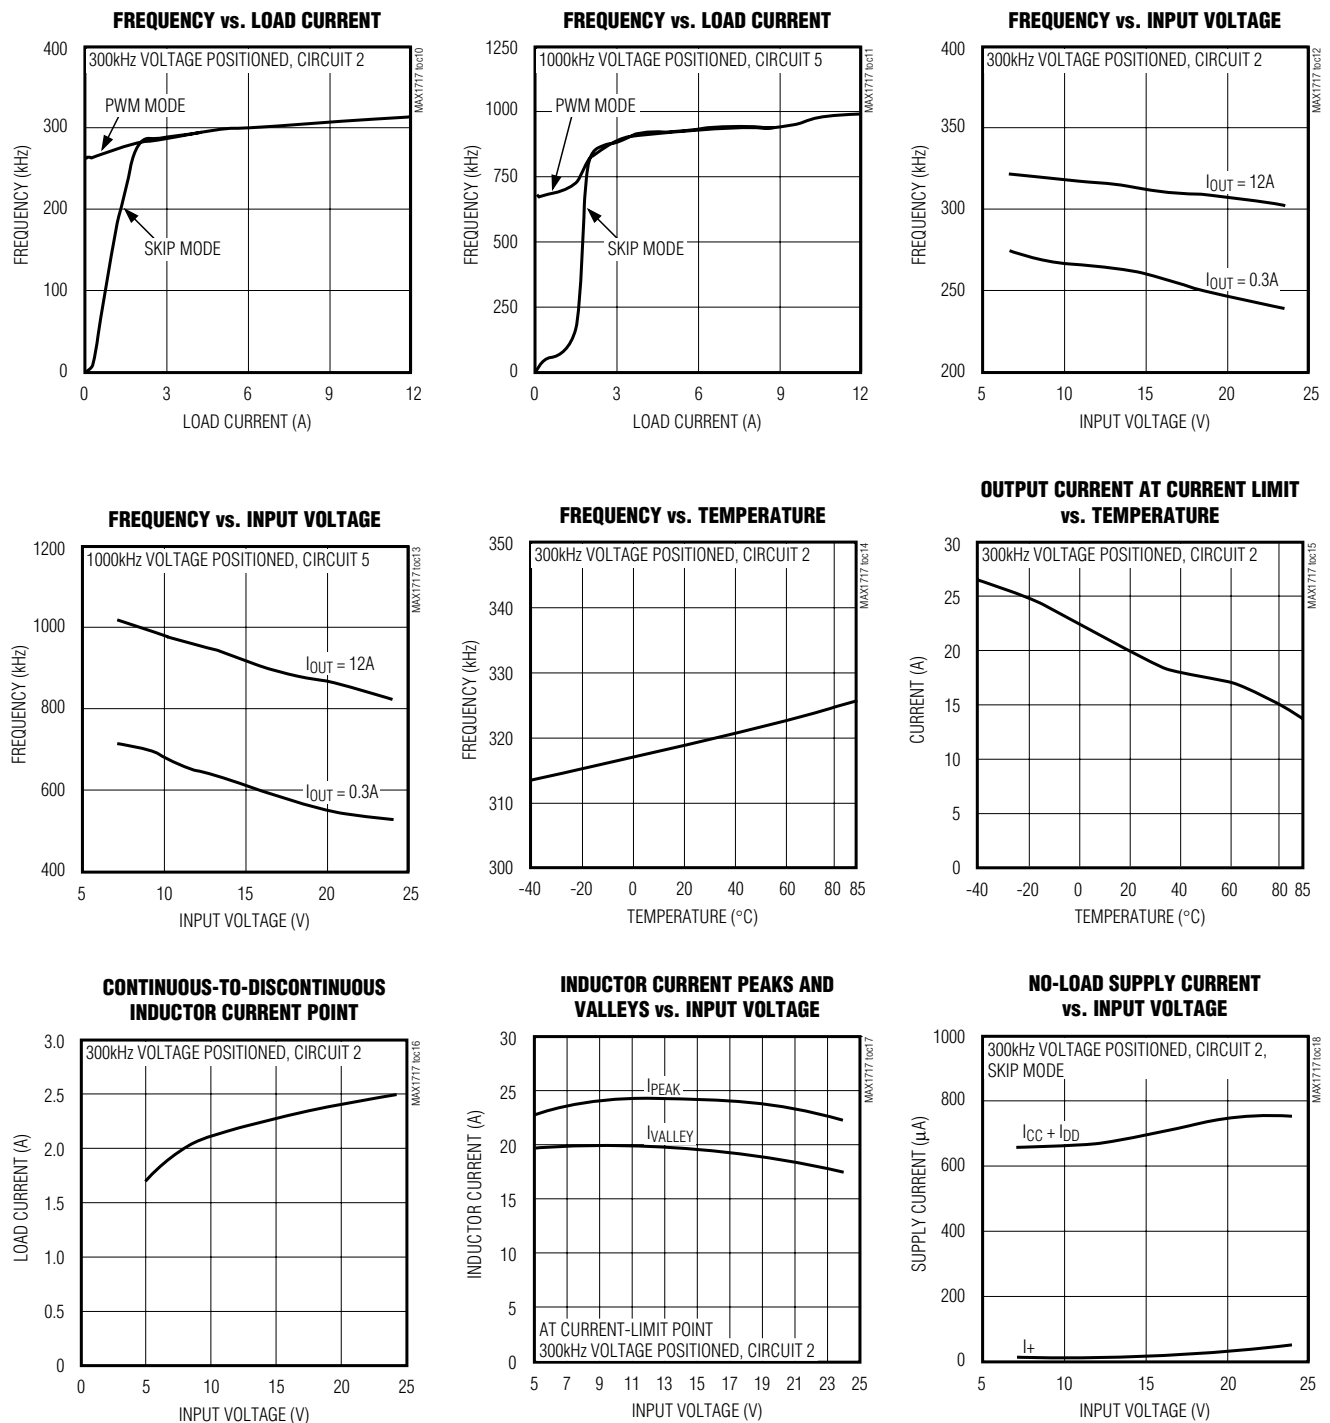 FREQUENCY vs. LOAD CURRENT
300kHz VOLTAGE POSITIONED, CIRCUIT 2
MAX1717 toc10
PWM MODE
SKIP MODE
FREQUENCY (kHz)
400
300
200
100
0
0 3 6 9 12
LOAD CURRENT (A)
FREQUENCY vs. LOAD CURRENT
1000kHz VOLTAGE POSITIONED, CIRCUIT 5
MAX1717 toc11
PWM MODE
SKIP MODE
FREQUENCY (kHz)
1250
1000
750
500
250
0
0 3 6 9 12
LOAD CURRENT (A)
FREQUENCY vs. INPUT VOLTAGE
300kHz VOLTAGE POSITIONED, CIRCUIT 2
MAX1717 toc12
IOUT = 12A
IOUT = 0.3A
FREQUENCY (kHz)
400
350
300
250
200
5 10 15 20 25
INPUT VOLTAGE (V)
FREQUENCY vs. INPUT VOLTAGE
1000kHz VOLTAGE POSITIONED, CIRCUIT 5
MAX1717 toc13
IOUT = 12A
IOUT = 0.3A
FREQUENCY (kHz)
1200
1000
800
600
400
5 10 15 20 25
INPUT VOLTAGE (V)
FREQUENCY vs. TEMPERATURE
300kHz VOLTAGE POSITIONED, CIRCUIT 2
MAX1717 toc14
FREQUENCY (kHz)
350
340
330
320
310
300
-40 -20 0 20 40 60 80 85
TEMPERATURE (°C)
OUTPUT CURRENT AT CURRENT LIMIT
vs. TEMPERATURE
300kHz VOLTAGE POSITIONED, CIRCUIT 2
MAX1717 toc15
CURRENT (A)
30
25
20
15
10
5
0
-40 -20 0 20 40 60 80 85
TEMPERATURE (°C)
CONTINUOUS-TO-DISCONTINUOUS
INDUCTOR CURRENT POINT
300kHz VOLTAGE POSITIONED, CIRCUIT 2
MAX1717 toc16
LOAD CURRENT (A)
3.0
2.5
2.0
1.5
1.0
0.5
0
0 5 10 15 20 25
INPUT VOLTAGE (V)
INDUCTOR CURRENT PEAKS AND
VALLEYS vs. INPUT VOLTAGE
MAX1717 toc17
IPEAK
IVALLEY
AT CURRENT-LIMIT POINT
300kHz VOLTAGE POSITIONED, CIRCUIT 2
INDUCTOR CURRENT (A)
30
25
20
15
10
5
0
5 7 9 11 13 15 17 19 21 23 25
INPUT VOLTAGE (V)
NO-LOAD SUPPLY CURRENT
vs. INPUT VOLTAGE
300kHz VOLTAGE POSITIONED, CIRCUIT 2,
SKIP MODE
MAX1717 toc18
ICC + IDD
I+
SUPPLY CURRENT (µA)
1000
800
600
400
200
0
5 10 15 20 25
INPUT VOLTAGE (V)